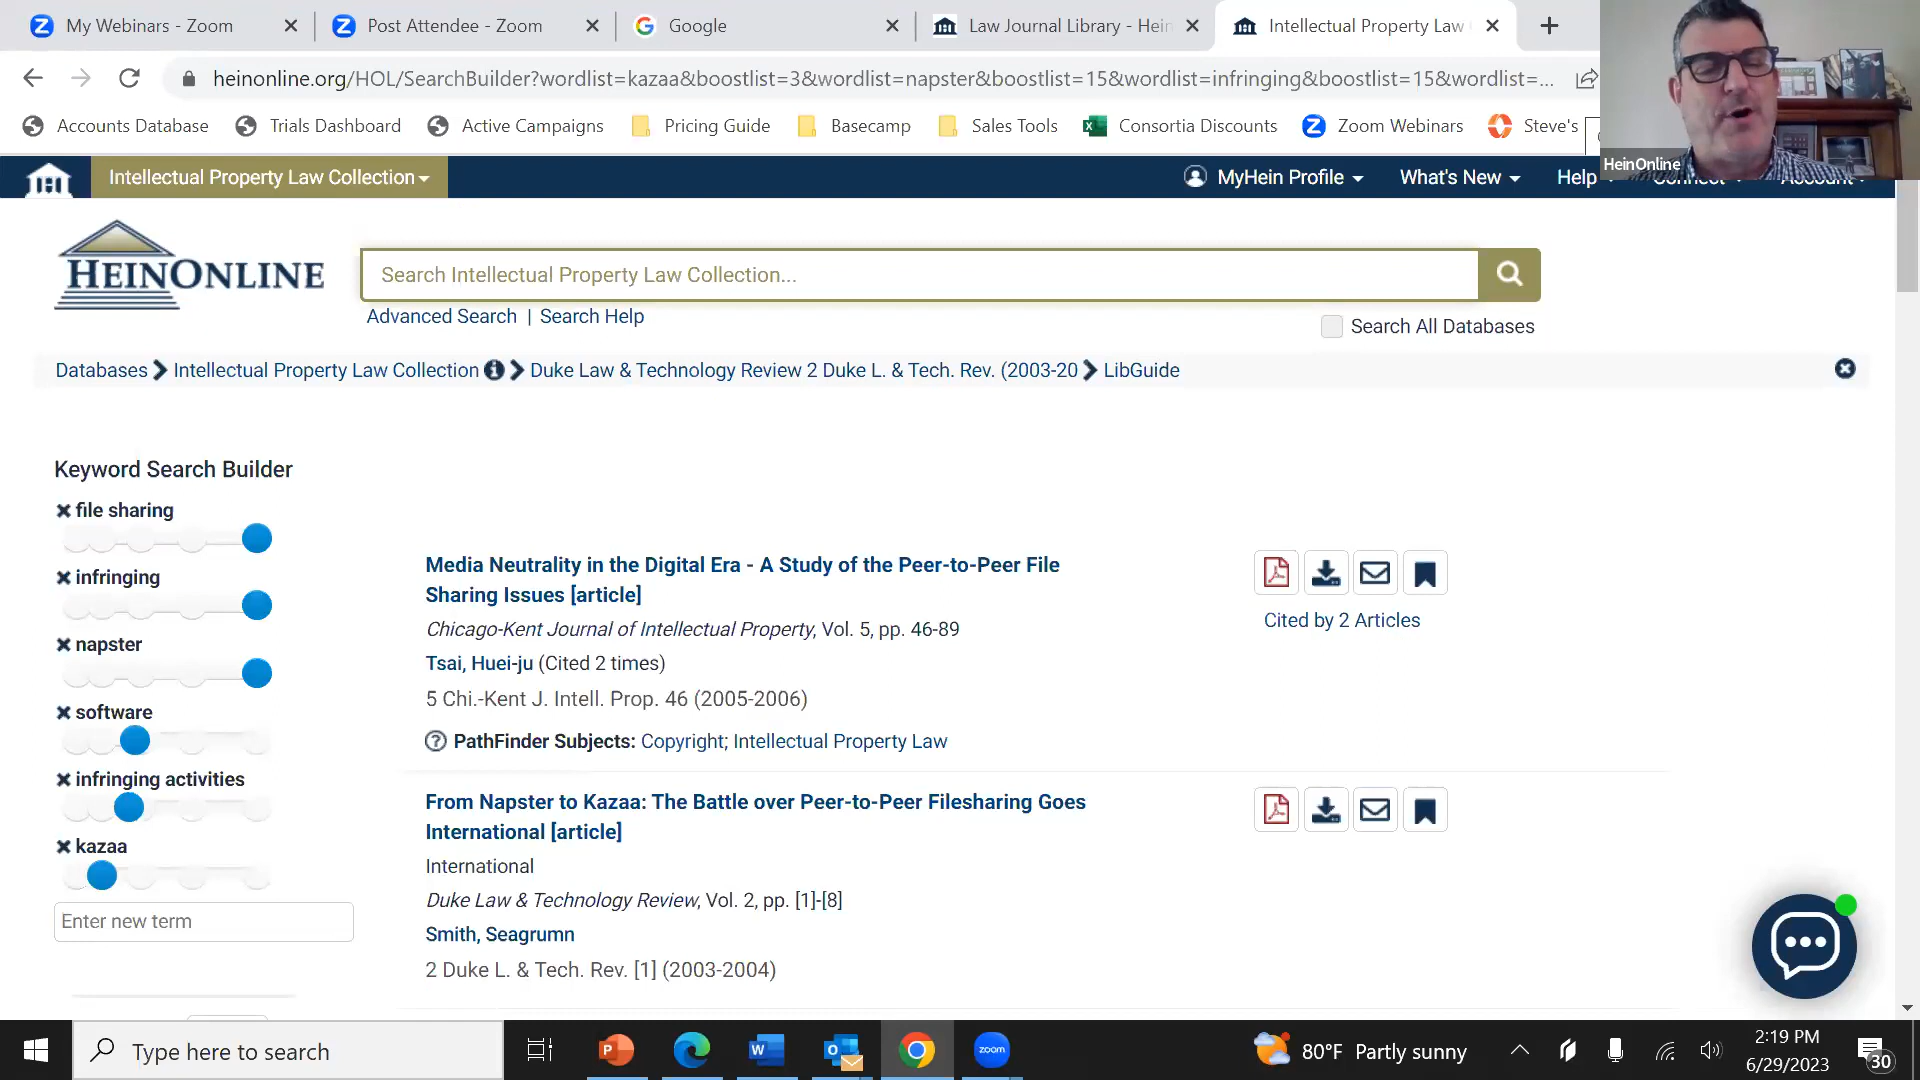 My Webinars - Zoom
Post Attendee - Zoom
Google
Law Journal Library - Hein
Intellectual Property Law
heinonline.org/HOL/SearchBuilder?wordlist=kazaa&boostlist=3&wordlist=napster&boostlist=15&wordlist=infringing&boostlist=15&wordlist=...
Accounts Database
Trials Dashboard
Active Campaigns
Pricing Guide
Basecamp
Sales Tools
Consortia Discounts
Zoom Webinars
Steve's
HeinOnline
Intellectual Property Law Collection
MyHein Profile
What's New
Help
HEINONLINE
Search Intellectual Property Law Collection...
Advanced Search | Search Help
Search All Databases
Databases Intellectual Property Law Collection Duke Law & Technology Review 2 Duke L. & Tech. Rev. (2003-20 LibGuide
Keyword Search Builder
file sharing
infringing
napster
software
infringing activities
kazaa
Enter new term
Media Neutrality in the Digital Era - A Study of the Peer-to-Peer File
Sharing Issues [article]
Chicago-Kent Journal of Intellectual Property, Vol. 5, pp. 46-89
Tsai, Huei-ju (Cited 2 times)
5 Chi.-Kent J. Intell. Prop. 46 (2005-2006)
PathFinder Subjects: Copyright; Intellectual Property Law
Cited by 2 Articles
From Napster to Kazaa: The Battle over Peer-to-Peer Filesharing Goes
International [article]
International
Duke Law & Technology Review, Vol. 2, pp. [1]-[8]
Smith, Seagrumn
2 Duke L. & Tech. Rev. [1] (2003-2004)
Type here to search
zoom
80°F Partly sunny
2:19 PM
6/29/2023
30